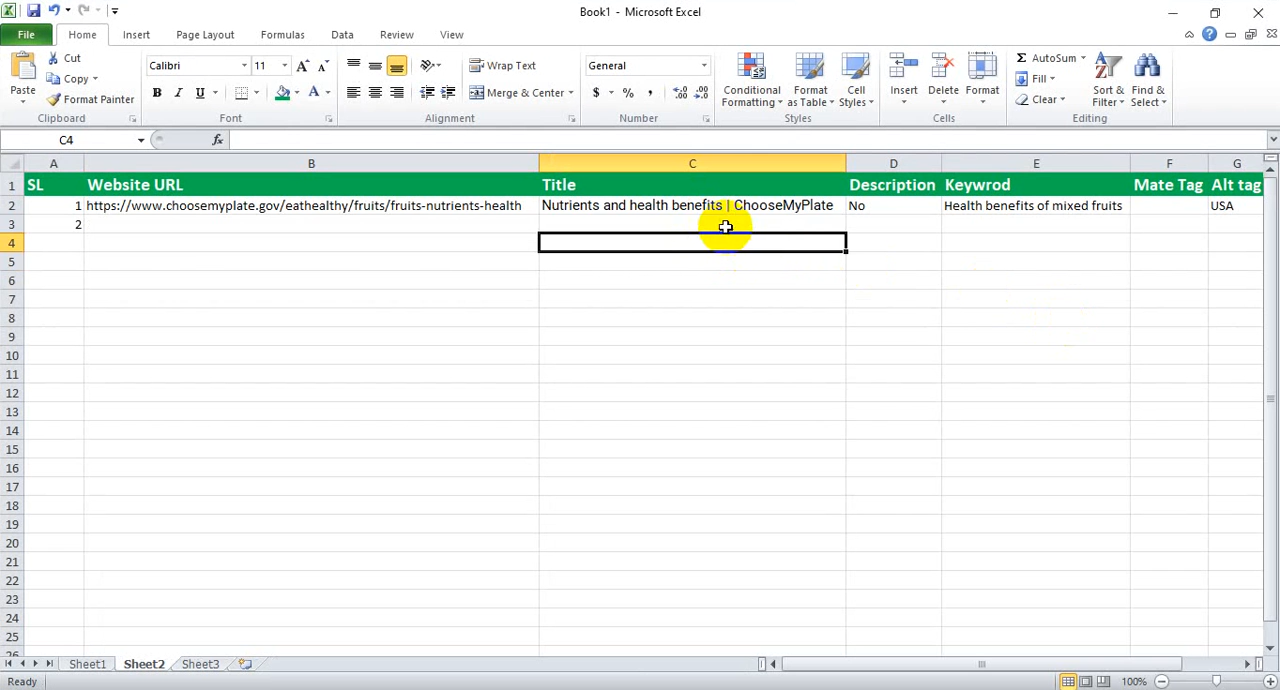 Book1 - Microsoft Excel
File Home Insert Page Layout Formulas Data Review View
Cut Calibri 11 Wrap Text General AutoSum
Paste Copy Conditional Format Cell Insert Delete Format Fill Sort & Find &
Format Painter B I U A Merge & Center $ % , Formatting as Table Styles Clear Filter Select
Clipboard Font Alignment Number Styles Cells Editing
C4 fx
A B C D E F G
1 SL Website URL Title Description Keywrod Mate Tag Alt tag
2 1 https://www.choosemyplate.gov/eathealthy/fruits/fruits-nutrients-health Nutrients and health benefits | ChooseMyPlate No Health benefits of mixed fruits USA
3 2
4
5
6
7
8
9
10
11
12
13
14
15
16
17
18
19
20
21
22
23
24
25
Sheet1 Sheet2 Sheet3
Ready 100%